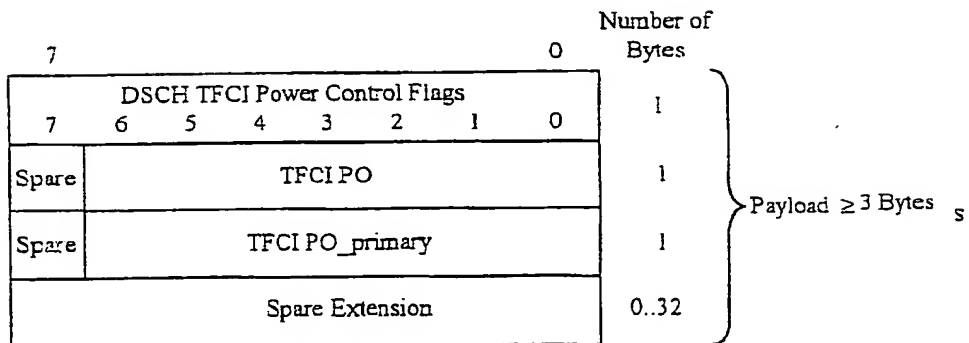 Number of
7 0 Bytes
DSCH TFCI Power Control Flags 1
7 6 5 4 3 2 1 0
Spare TFCI PO 1
Payload ≥ 3 Bytes s
Spare TFCI PO_primary 1
Spare Extension 0..32